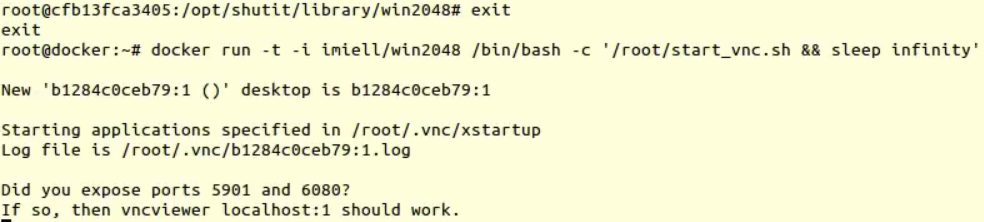 root@cfb13fca3405:/opt/shutit/library/win2048# exit
exit
root@docker:~# docker run -t -i imiell/win2048 /bin/bash -c '/root/start_vnc.sh && sleep infinity'
New 'b1284c0ceb79:1 ()' desktop is b1284c0ceb79:1
Starting applications specified in /root/.vnc/xstartup
Log file is /root/.vnc/b1284c0ceb79:1.log
Did you expose ports 5901 and 6080?
If so, then vncviewer localhost:1 should work.